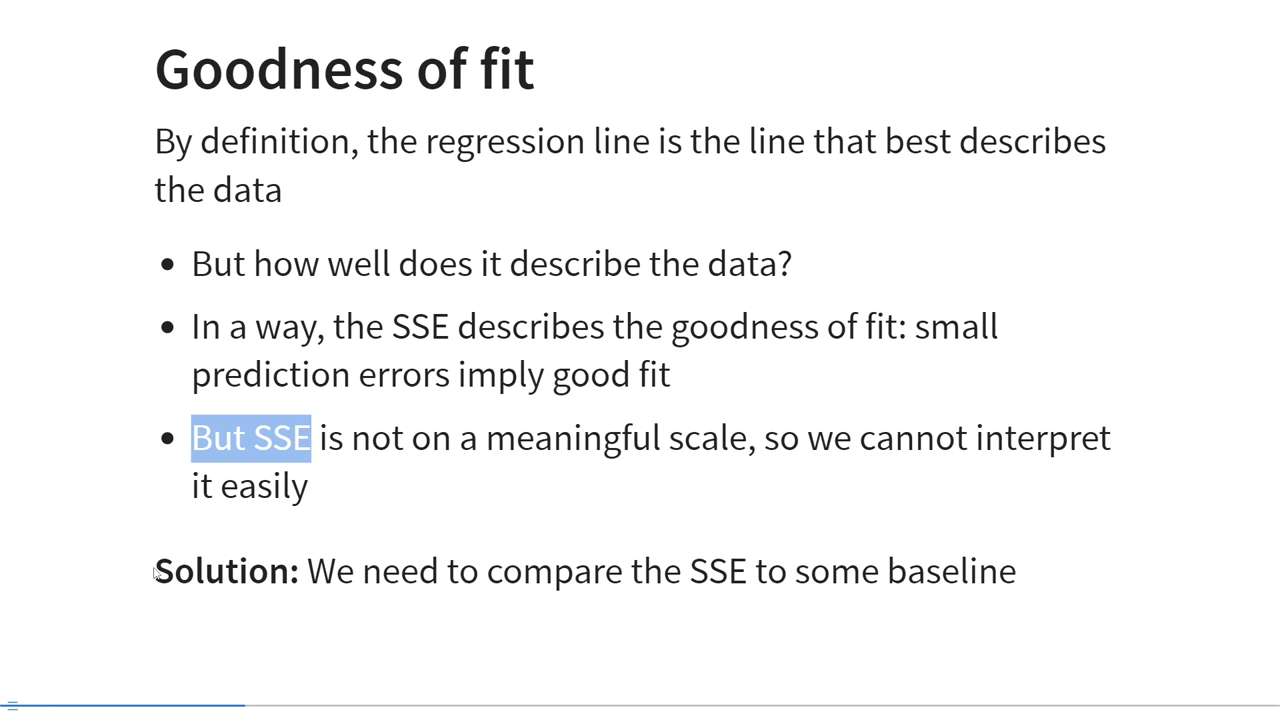 Goodness of fit
By definition, the regression line is the line that best describes
the data
• But how well does it describe the data?
• In a way, the SSE describes the goodness of fit: small
prediction errors imply good fit
• But SSE is not on a meaningful scale, so we cannot interpret
it easily
Solution: We need to compare the SSE to some baseline